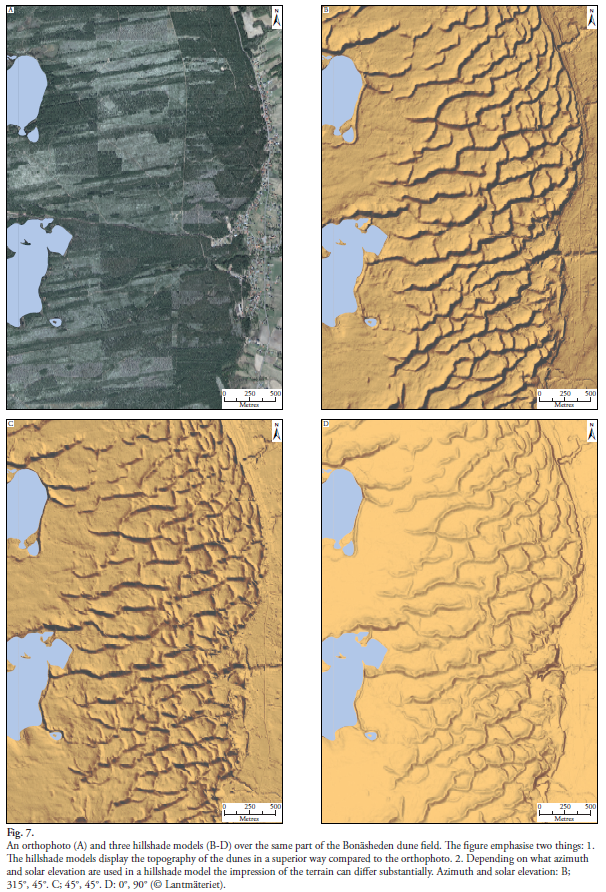 A
N
0 250 500
Metres
B
N
0 250 500
Metres
C
N
0 250 500
Metres
D
N
0 250 500
Metres
Fig. 7.
An orthophoto (A) and three hillshade models (B-D) over the same part of the Bonäsheden dune field. The figure emphasise two things: 1.
The hillshade models display the topography of the dunes in a superior way compared to the orthophoto. 2. Depending on what azimuth
and solar elevation are used in a hillshade model the impression of the terrain can differ substantially. Azimuth and solar elevation: B;
315°, 45°. C; 45°, 45°. D: 0°, 90° (© Lantmäteriet).